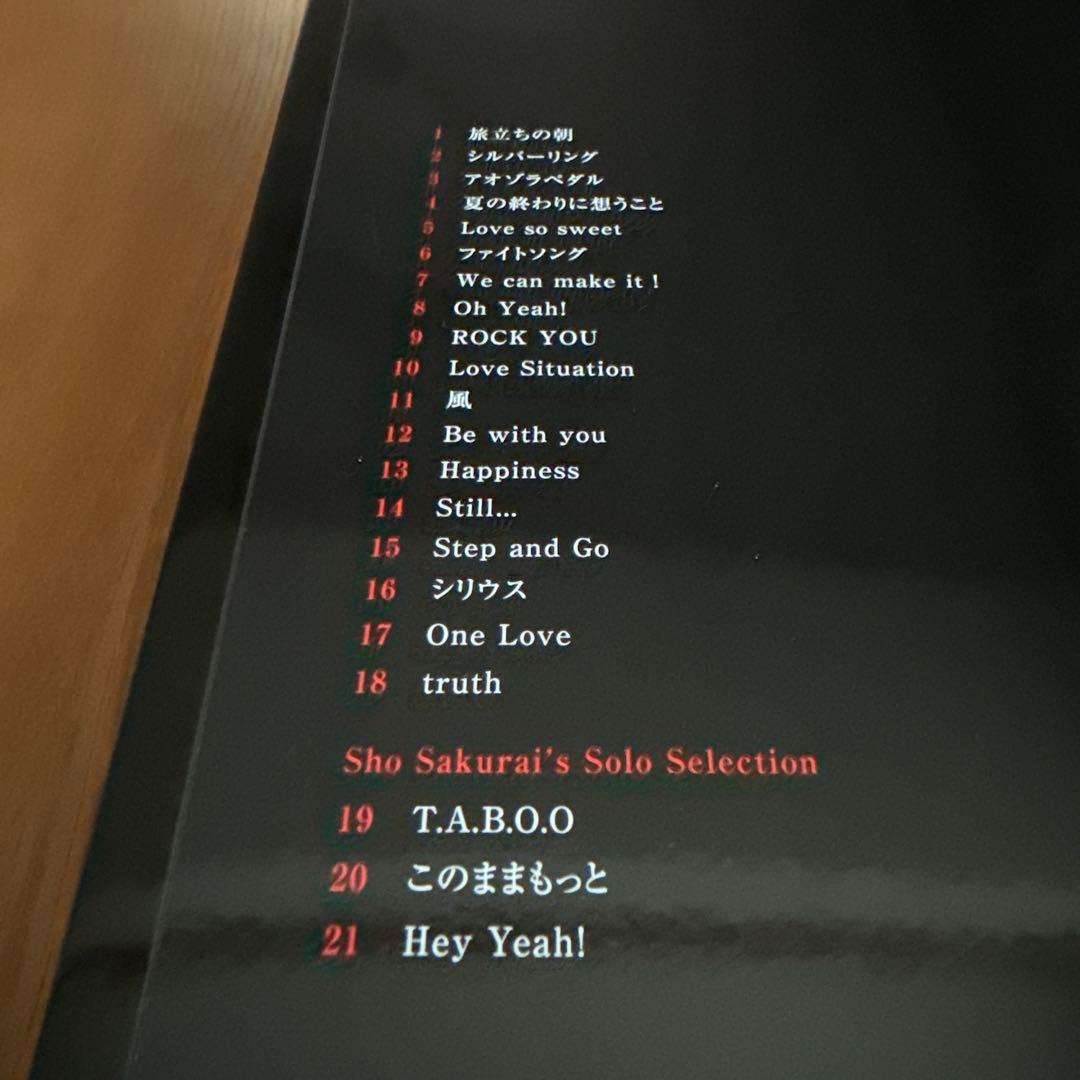 1 旅立ちの朝
2 シルバーリング
3 アオゾラペダル
4 夏の終わりに想うこと
5 Love so sweet
6 ファイトソング
7 We can make it !
8 Oh Yeah!
9 ROCK YOU
10 Love Situation
11 風
12 Be with you
13 Happiness
14 Still...
15 Step and Go
16 シリウス
17 One Love
18 truth
Sho Sakurai's Solo Selection
19 T.A.B.O.O
20 このままもっと
21 Hey Yeah!